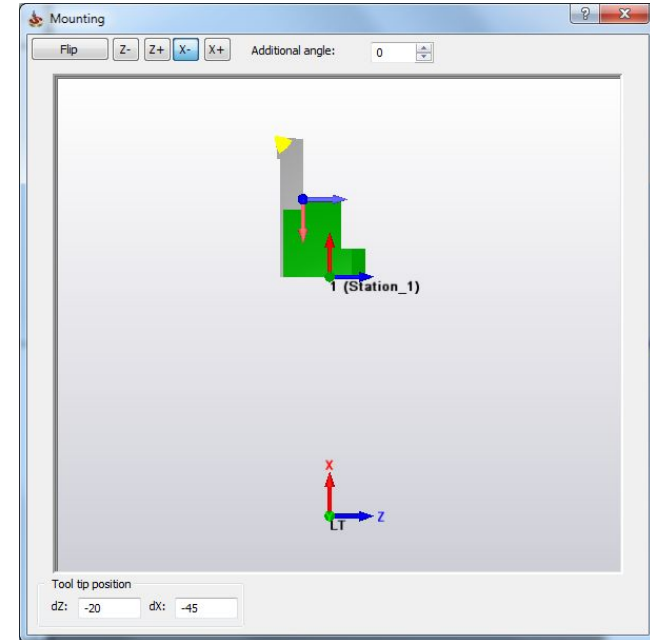 Mounting
Flip Z- Z+ X- X+ Additional angle: 0
1 (Station_1)
X
Z
LT
Tool tip position
dZ: -20 dX: -45